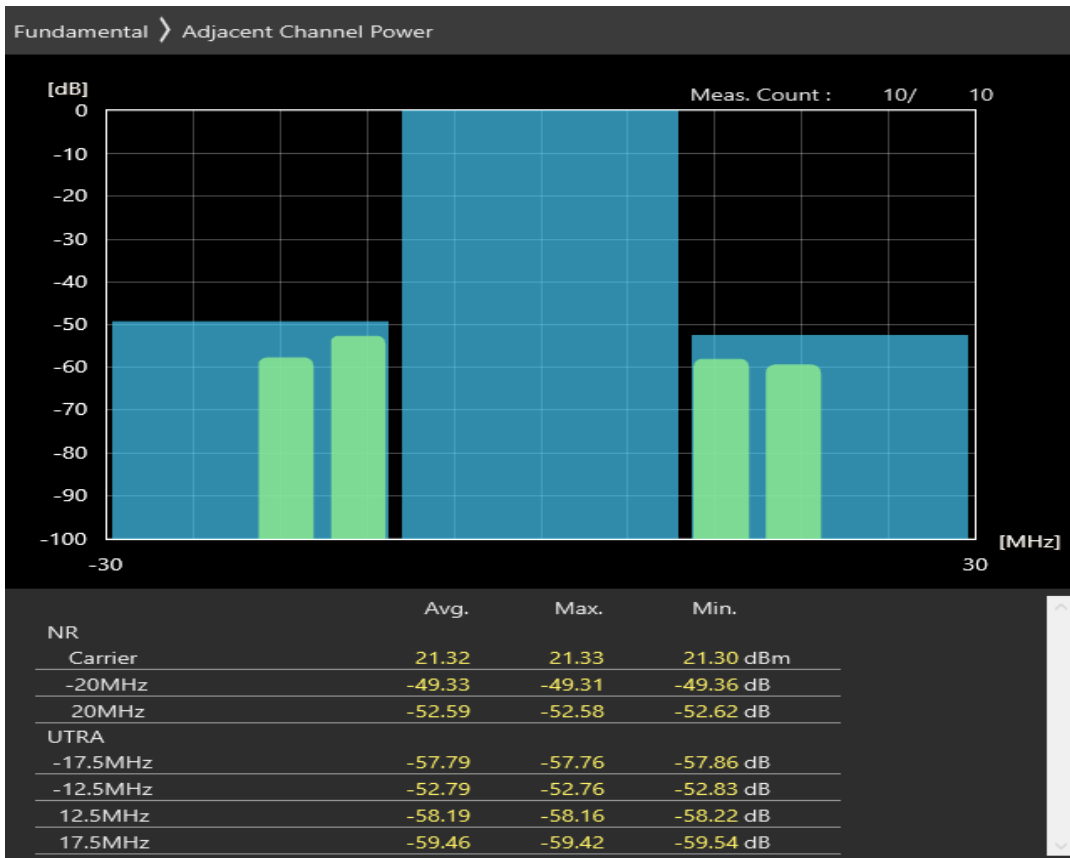 Fundamental 〉 Adjacent Channel Power
[dB]
Meas. Count : 10/ 10
0
-10
-20
-30
-40
-50
-60
-70
-80
-90
-100
[MHz]
-30 30
Avg. Max. Min.
NR
Carrier 21.32 21.33 21.30 dBm
-20MHz -49.33 -49.31 -49.36 dB
20MHz -52.59 -52.58 -52.62 dB
UTRA
-17.5MHz -57.79 -57.76 -57.86 dB
-12.5MHz -52.79 -52.76 -52.83 dB
12.5MHz -58.19 -58.16 -58.22 dB
17.5MHz -59.46 -59.42 -59.54 dB